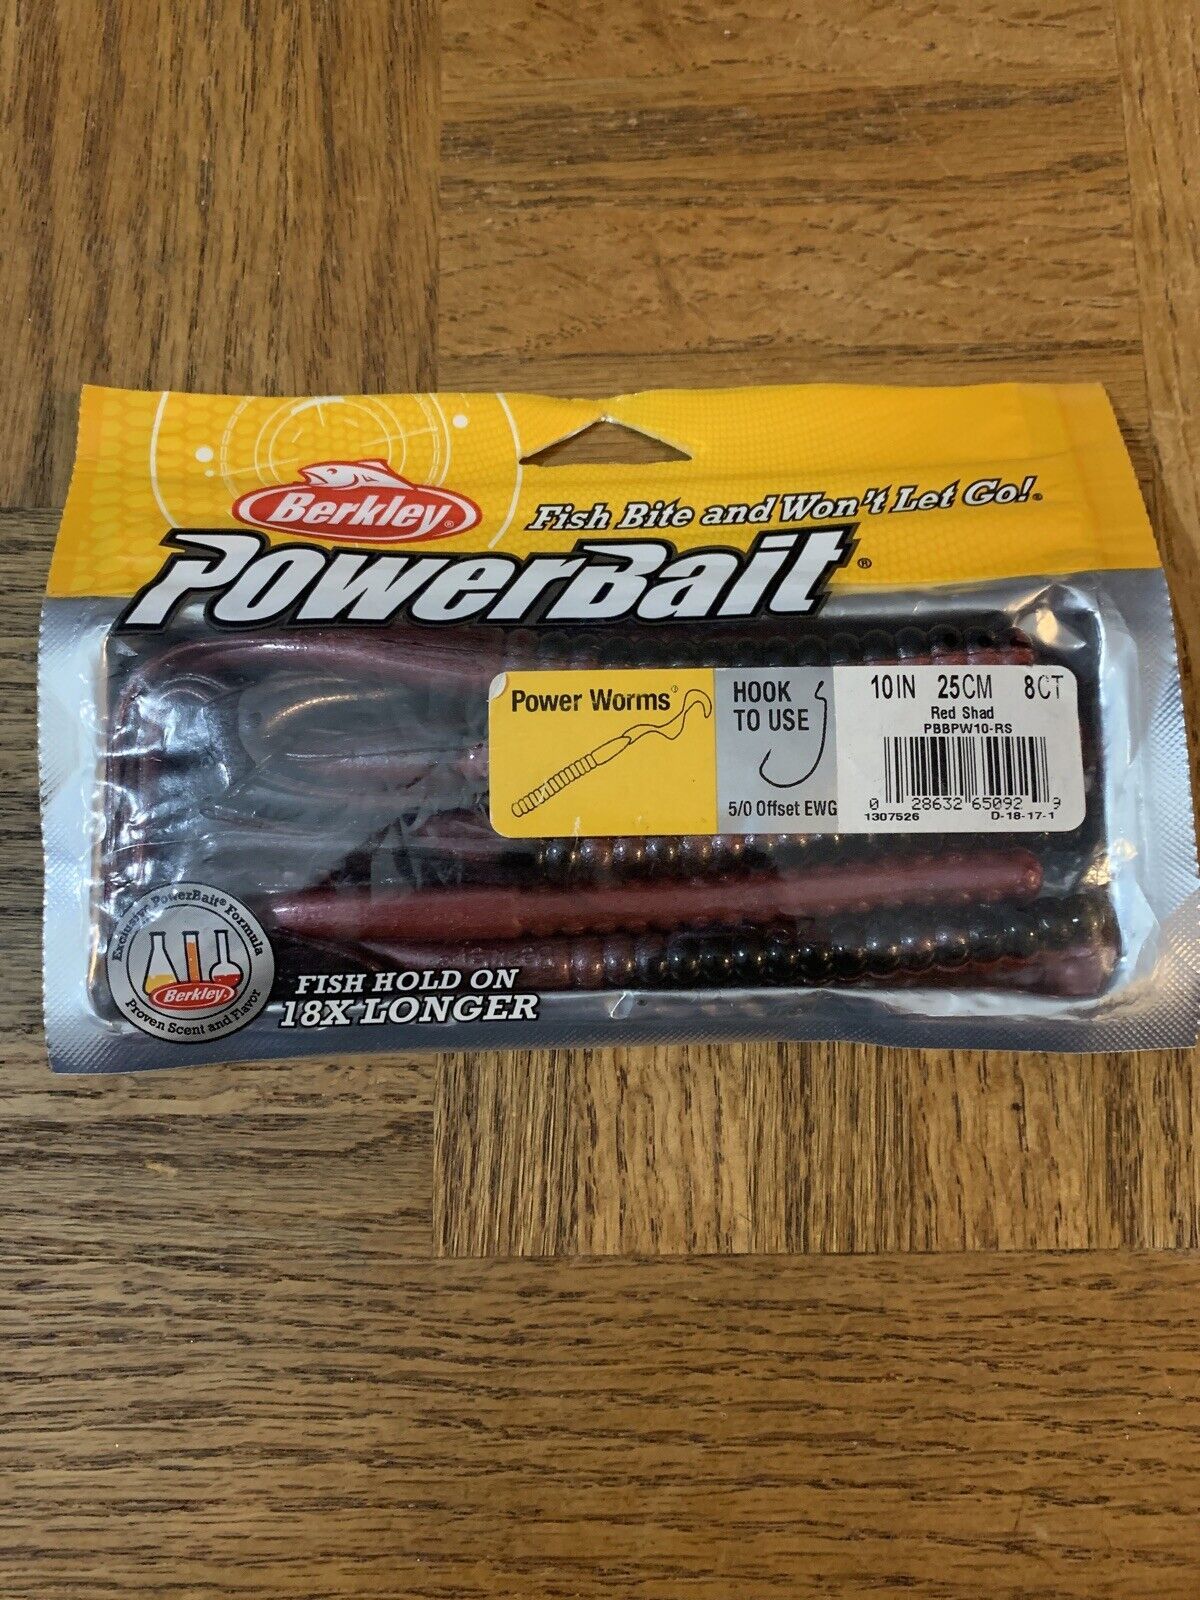 Berkley®
Fish Bite and Won't Let Go!®
PowerBait®
Power Worms®
HOOK
TO USE
5/0 Offset EWG
10IN 25CM 8CT
Red Shad
PBBPW10-RS
0 28632 65092 9
1307526 D-18-17-1
Exclusive PowerBait® Formula
Berkley
Proven Scent and Flavor
FISH HOLD ON
18X LONGER